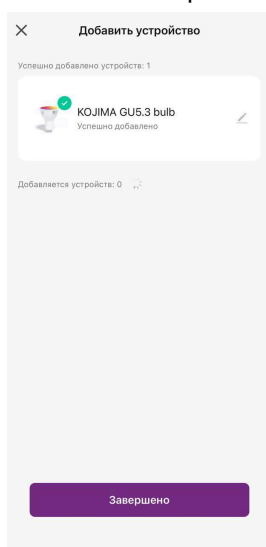 Добавить устройство
Успешно добавлено устройств: 1
KOJIMA GU5.3 bulb
Успешно добавлено
Добавляется устройств: 0
Завершено